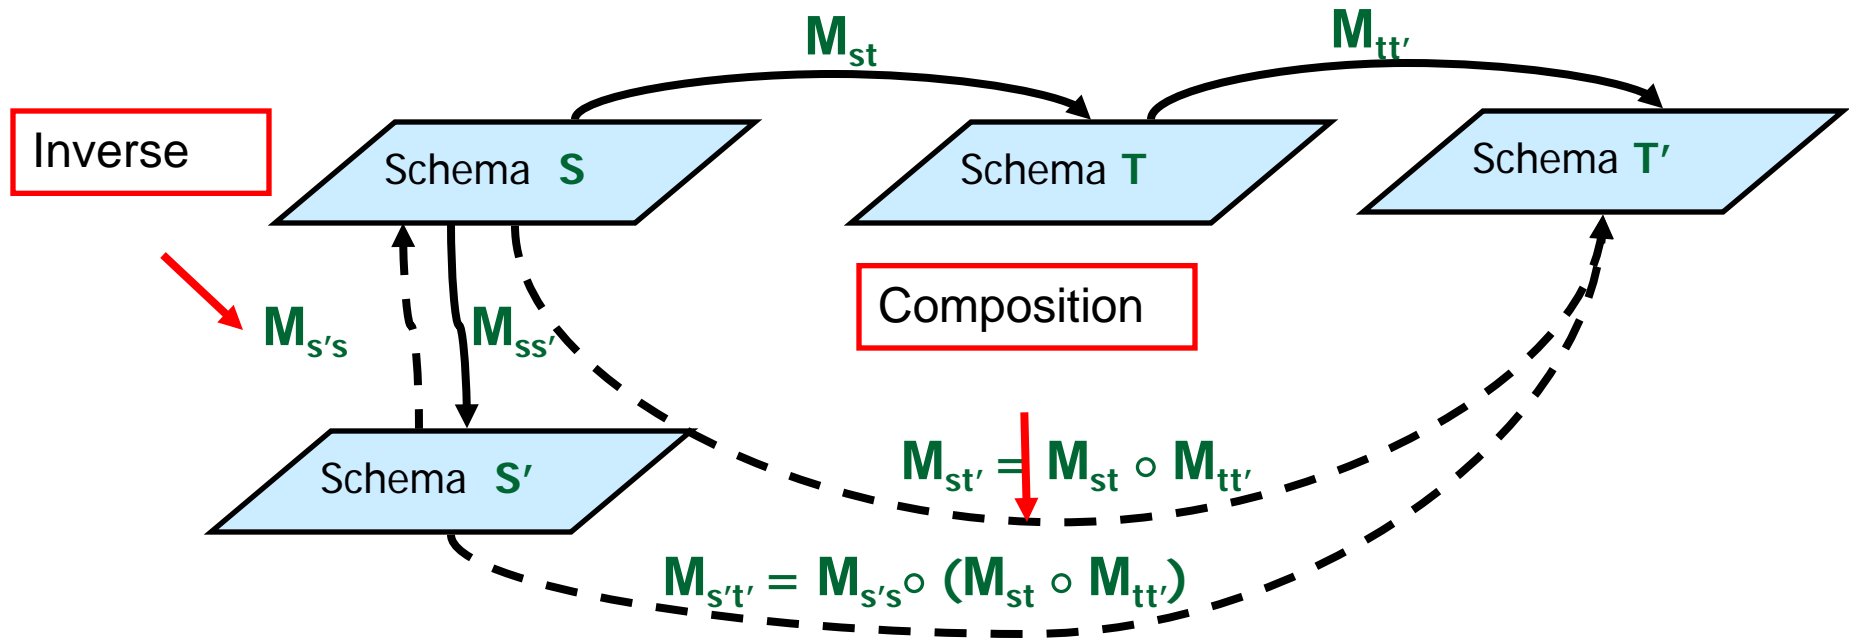 M_st
M_tt'
Inverse
Schema S
Schema T
Schema T'
Composition
M_s's
M_ss'
M_st' = M_st ∘ M_tt'
Schema S'
M_s't' = M_s's ∘ (M_st ∘ M_tt')